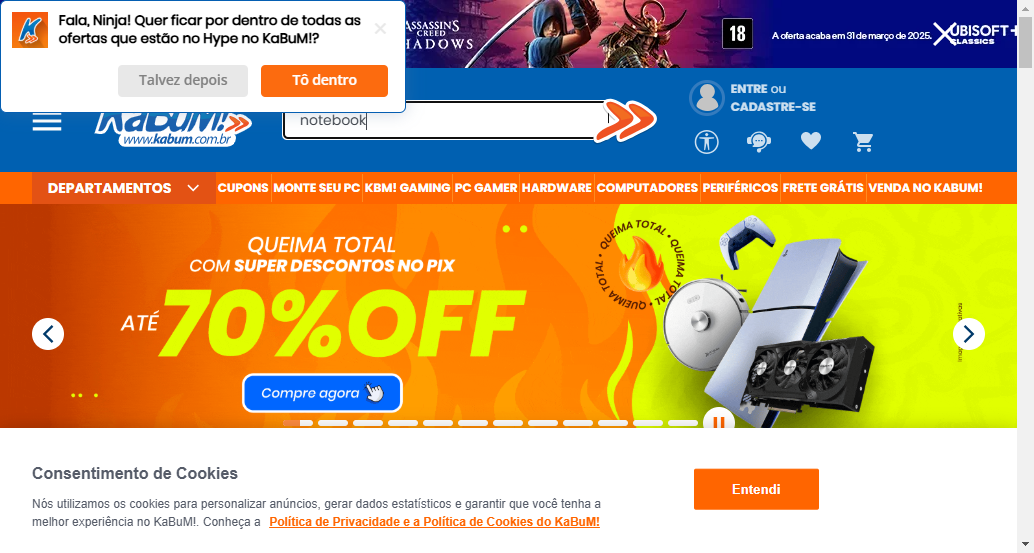 Fala, Ninja! Quer ficar por dentro de todas as
ofertas que estão no Hype no KaBuM!?
Talvez depois
Tô dentro
ASSASSINS
CREED
SHADOWS
18
A oferta acaba em 31 de março de 2025.
UBISOFT+
CLASSICS
KaBuM!
www.kabum.com.br
notebook
ENTRE ou
CADASTRE-SE
DEPARTAMENTOS
CUPONS
MONTE SEU PC
KBM! GAMING
PC GAMER
HARDWARE
COMPUTADORES
PERIFÉRICOS
FRETE GRÁTIS
VENDA NO KABUM!
QUEIMA TOTAL
COM SUPER DESCONTOS NO PIX
ATÉ 70%OFF
Compre agora
QUEIMA TOTAL • QUEIMA TOTAL • QUEIMA TOTAL •
Consentimento de Cookies
Nós utilizamos os cookies para personalizar anúncios, gerar dados estatísticos e garantir que você tenha a
melhor experiência no KaBuM!. Conheça a Política de Privacidade e a Política de Cookies do KaBuM!
Entendi